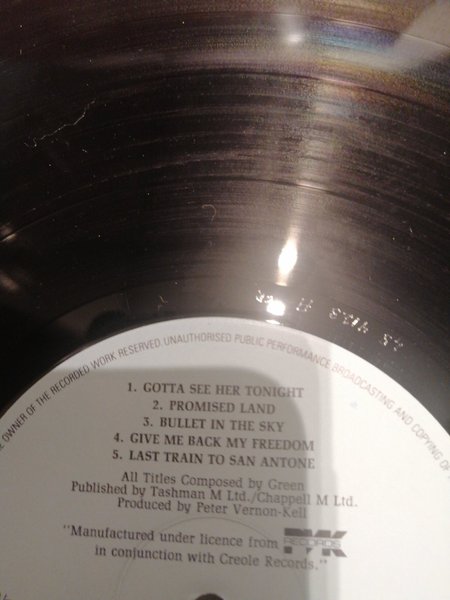 OWNER OF THE RECORDED WORK RESERVED. UNAUTHORISED PUBLIC PERFORMANCE, BROADCASTING AND COPYING OF
1. GOTTA SEE HER TONIGHT
2. PROMISED LAND
3. BULLET IN THE SKY
4. GIVE ME BACK MY FREEDOM
5. LAST TRAIN TO SAN ANTONE
All Titles Composed by Green
Published by Tashman M Ltd./Chappell M Ltd.
Produced by Peter Vernon-Kell
"Manufactured under licence from PVK RECORDS
in conjunction with Creole Records."